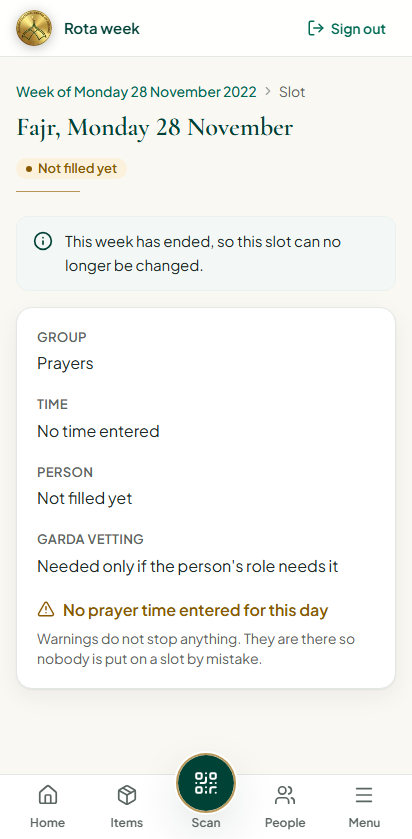 Rota week
Sign out
Week of Monday 28 November 2022 > Slot
Fajr, Monday 28 November
Not filled yet
This week has ended, so this slot can no
longer be changed.
GROUP
Prayers
TIME
No time entered
PERSON
Not filled yet
GARDA VETTING
Needed only if the person's role needs it
No prayer time entered for this day
Warnings do not stop anything. They are there so
nobody is put on a slot by mistake.
Home
Items
Scan
People
Menu